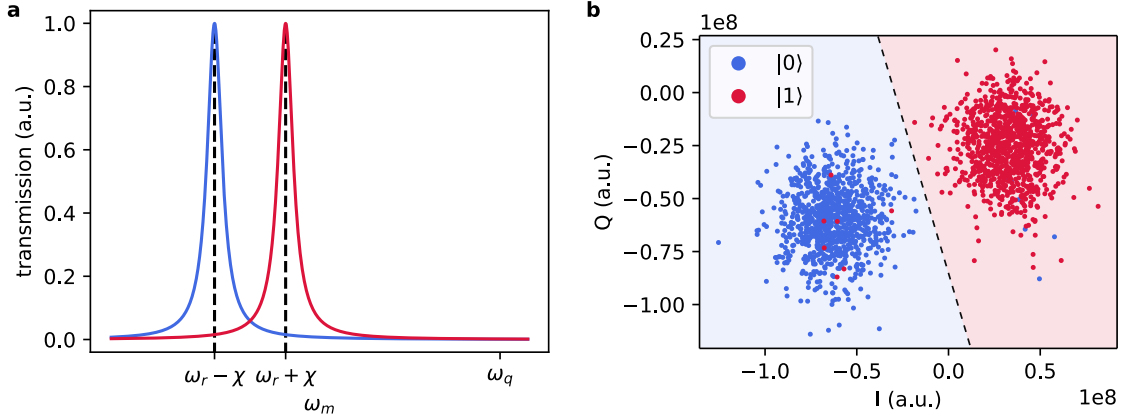 a
transmission (a.u.)
1.0
0.8
0.6
0.4
0.2
0.0
ω_r − χ
ω_r + χ
ω_q
ω_m
b
1e8
Q (a.u.)
0.25
0.00
−0.25
−0.50
−0.75
−1.00
|0⟩
|1⟩
−1.0
−0.5
0.0
0.5
1e8
I (a.u.)